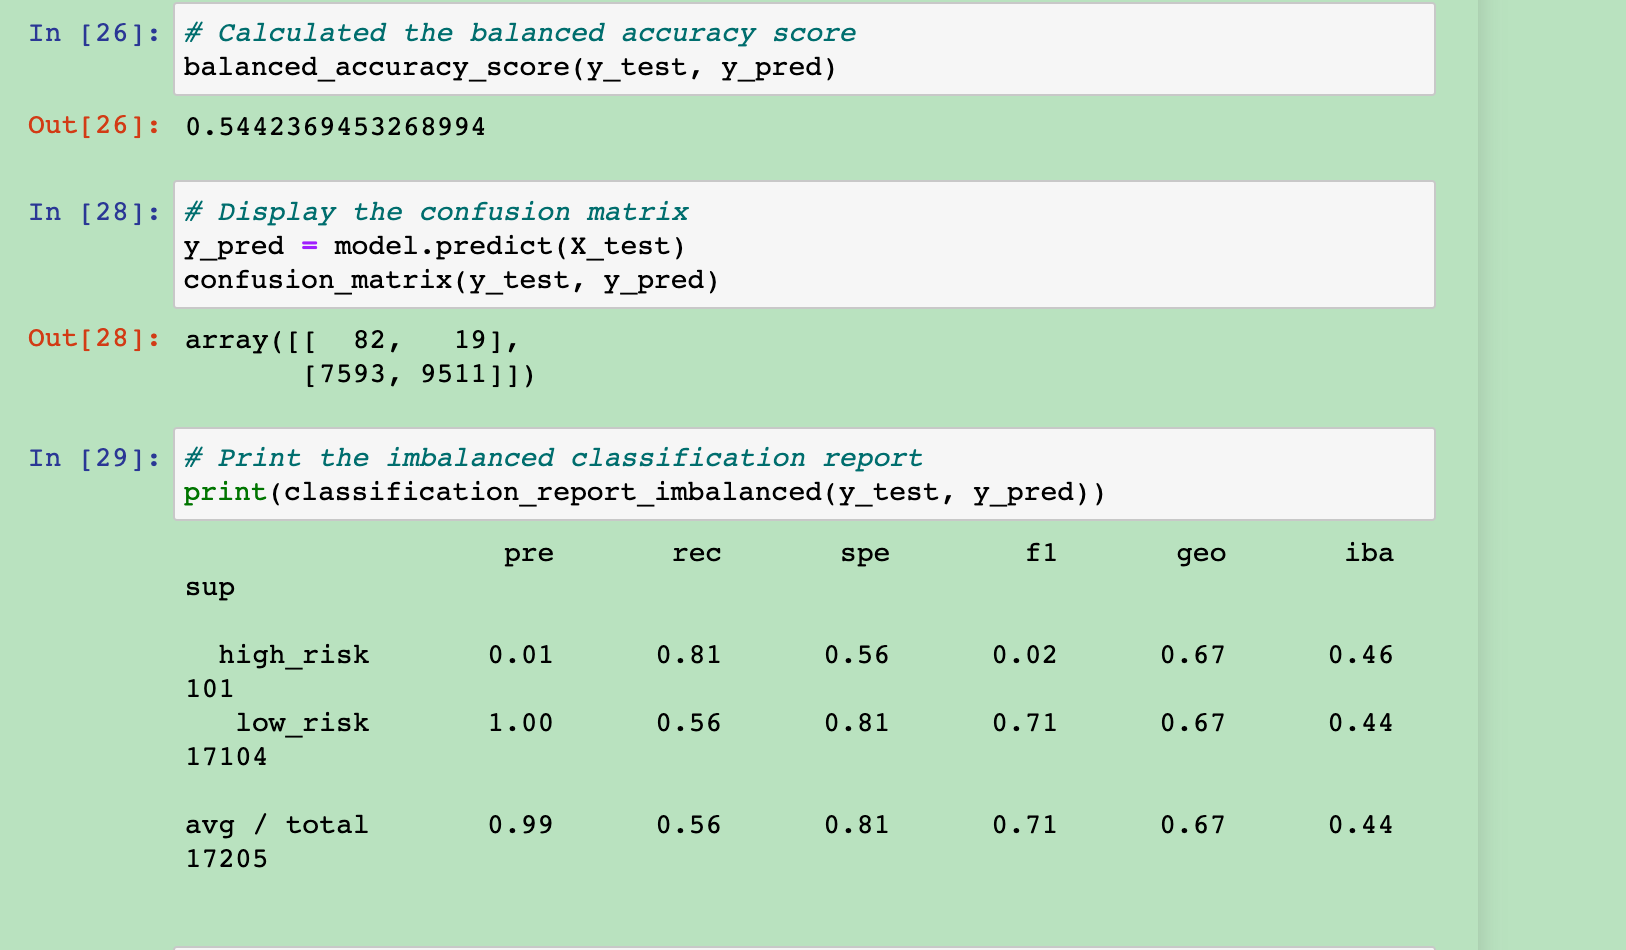 In [26]: # Calculated the balanced accuracy score
balanced_accuracy_score(y_test, y_pred)
Out[26]: 0.5442369453268994
In [28]: # Display the confusion matrix
y_pred = model.predict(X_test)
confusion_matrix(y_test, y_pred)
Out[28]: array([[  82,   19],
       [7593, 9511]])
In [29]: # Print the imbalanced classification report
print(classification_report_imbalanced(y_test, y_pred))
                   pre       rec       spe        f1       geo       iba
sup
  high_risk       0.01      0.81      0.56      0.02      0.67      0.46
101
   low_risk       1.00      0.56      0.81      0.71      0.67      0.44
17104
avg / total       0.99      0.56      0.81      0.71      0.67      0.44
17205